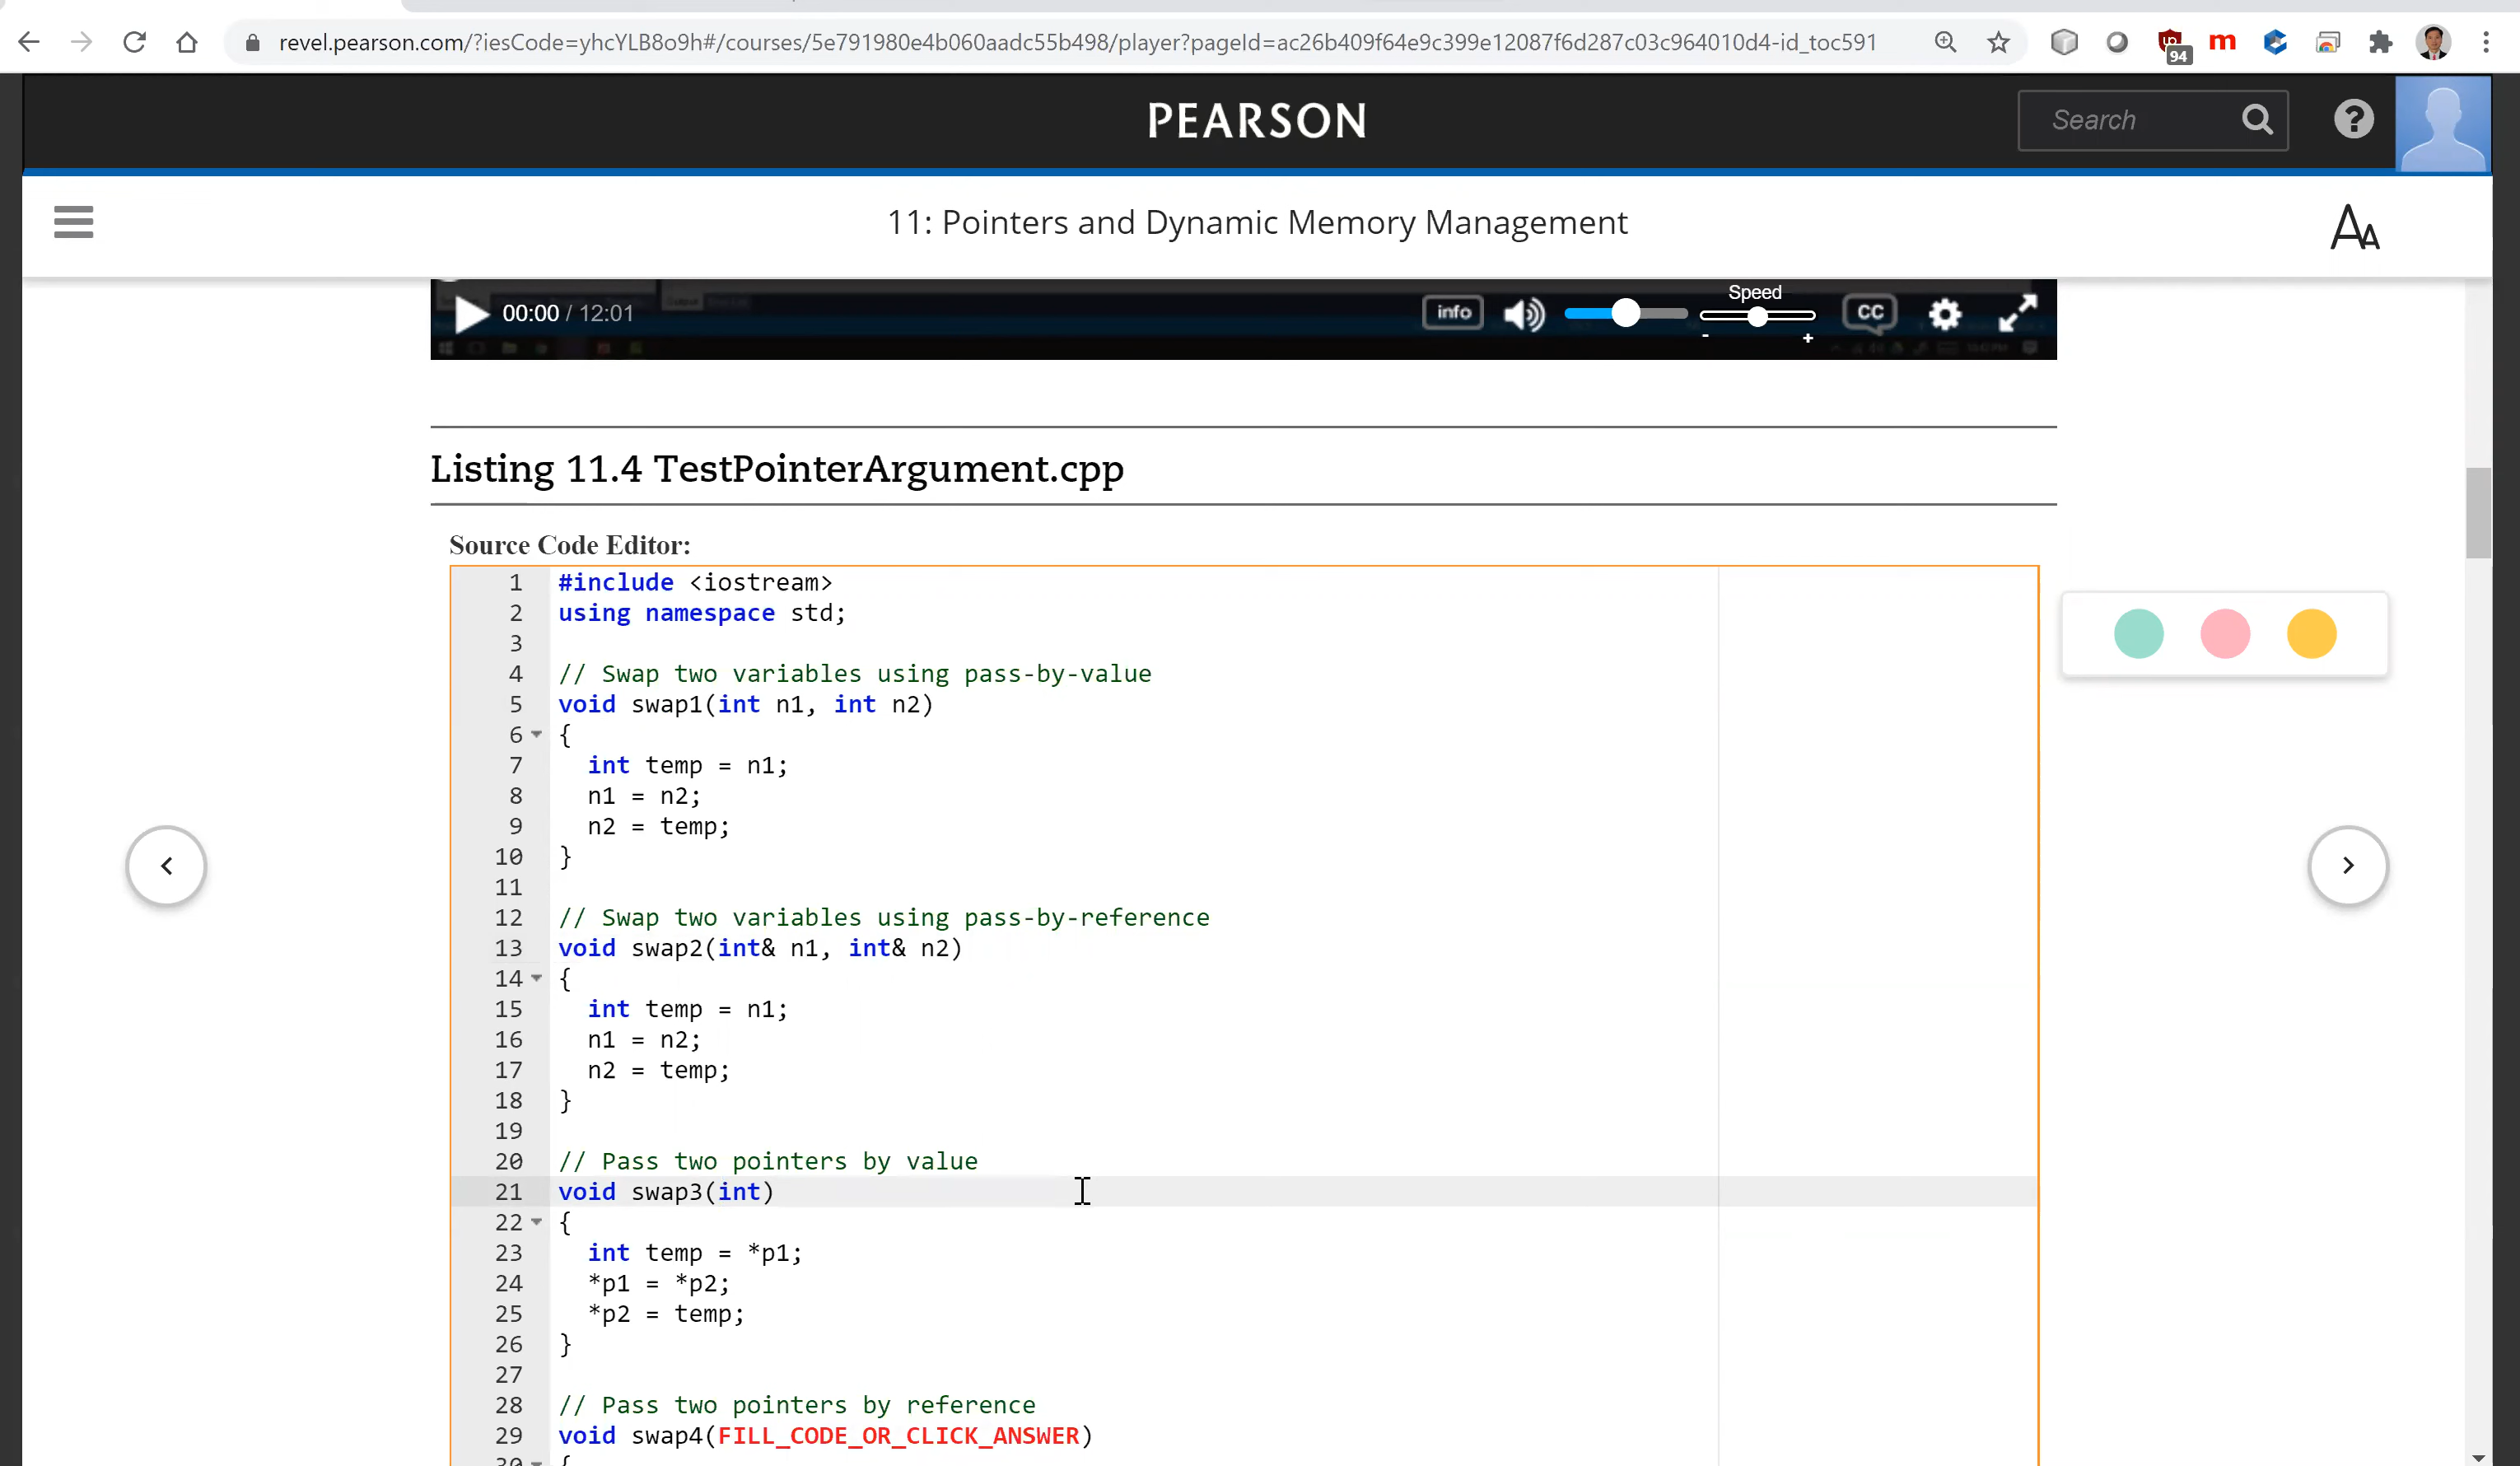 revel.pearson.com/?iesCode=yhcYLB8o9h#/courses/5e791980e4b060aadc55b498/player?pageId=ac26b409f64e9c399e12087f6d287c03c964010d4-id_toc591
94
PEARSON
Search
11: Pointers and Dynamic Memory Management
00:00 / 12:01
info
Speed
- +
CC
Listing 11.4 TestPointerArgument.cpp
Source Code Editor:
1 #include <iostream>
2 using namespace std;
3
4 // Swap two variables using pass-by-value
5 void swap1(int n1, int n2)
6 {
7 int temp = n1;
8 n1 = n2;
9 n2 = temp;
10 }
11
12 // Swap two variables using pass-by-reference
13 void swap2(int& n1, int& n2)
14 {
15 int temp = n1;
16 n1 = n2;
17 n2 = temp;
18 }
19
20 // Pass two pointers by value
21 void swap3(int)
22 {
23 int temp = *p1;
24 *p1 = *p2;
25 *p2 = temp;
26 }
27
28 // Pass two pointers by reference
29 void swap4(FILL_CODE_OR_CLICK_ANSWER)
30 {